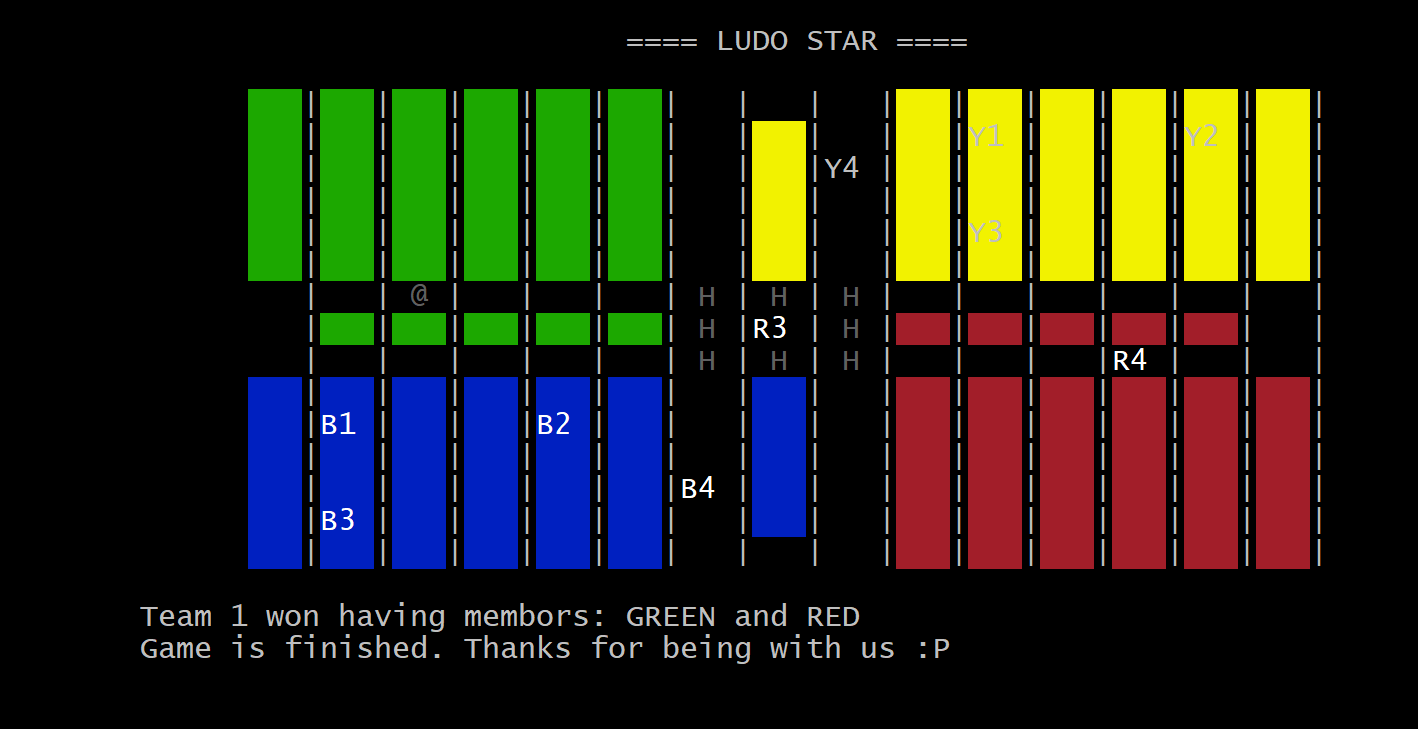 ==== LUDO STAR ====
| | | | | | | | | | | | | | |
| | | | | | | | | |Y1 | | |Y2 | |
| | | | | | | |Y4 | | | | | | |
| | | | | | | | | | | | | | |
| | | | | | | | | |Y3 | | | | |
| | | | | | | | | | | | | | |
| | @ | | | | H | H | H | | | | | | |
| | | | | | H |R3 | H | | | | | | |
| | | | | | H | H | H | | | |R4 | | |
| | | | | | | | | | | | | | |
|B1 | | |B2 | | | | | | | | | | |
| | | | | | | | | | | | | | |
| | | | | |B4 | | | | | | | | |
|B3 | | | | | | | | | | | | | |
| | | | | | | | | | | | | | |
Team 1 won having membors: GREEN and RED
Game is finished. Thanks for being with us :P